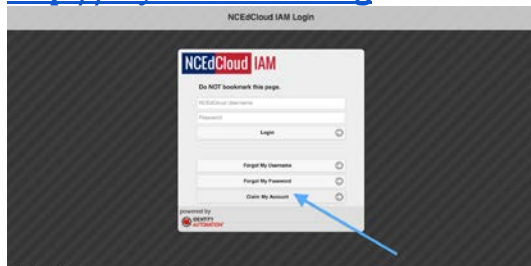 NCEdCloud IAM Login
NCEdCloud IAM
Do NOT bookmark this page.
NCEdCloud Username
Password
Login
Forgot My Username
Forgot My Password
Claim My Account
powered by
IDENTITY
AUTOMATION